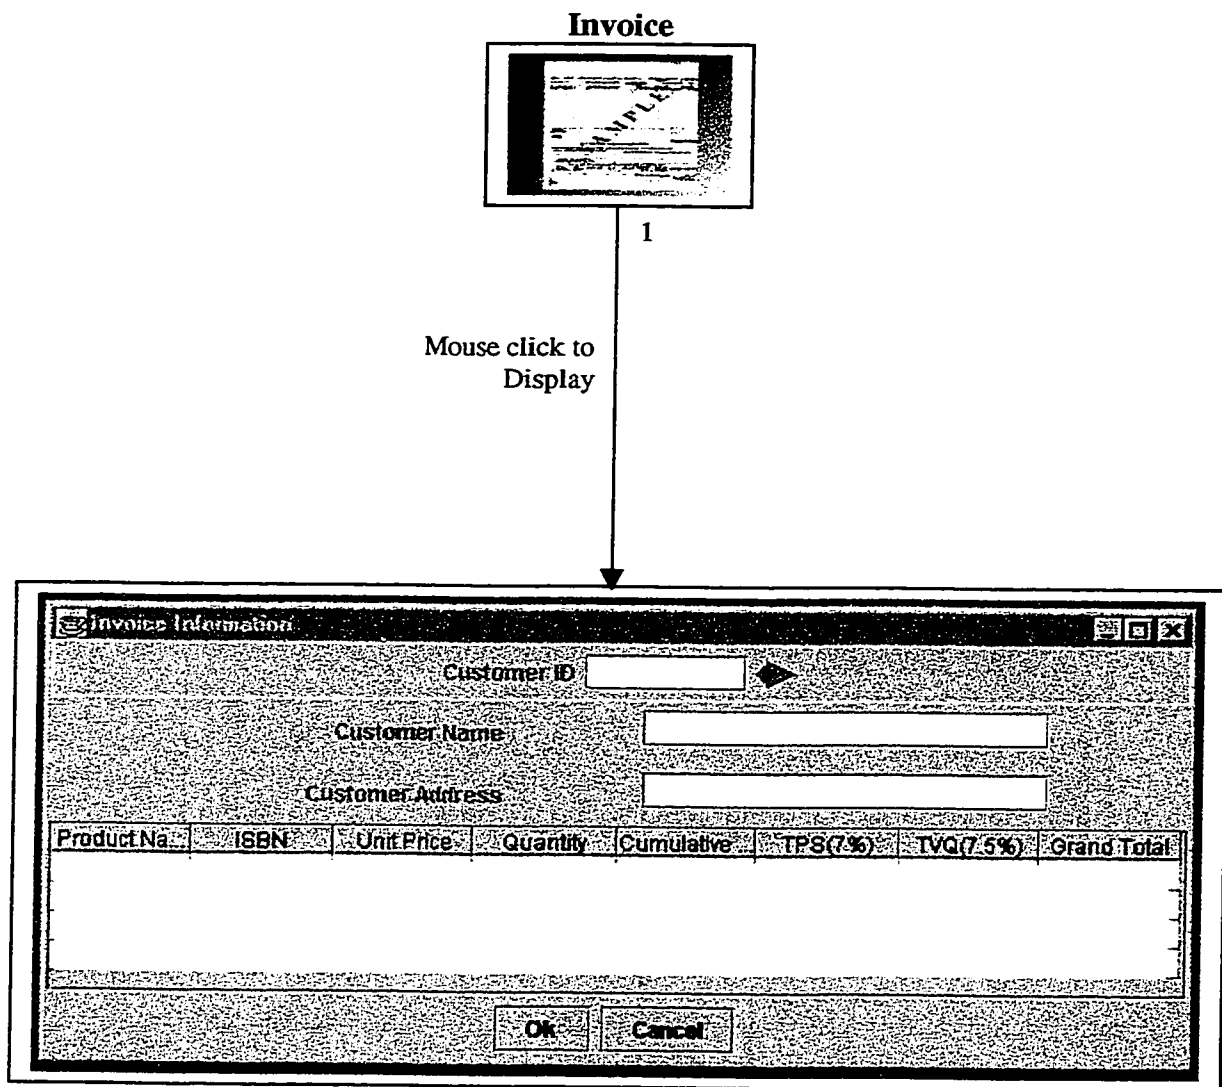 Invoice
AMPLE
1
Mouse click to
Display
Invoice Information
Customer ID
Customer Name
Customer Address
Product Na... ISBN Unit Price Quantity Cumulative TPS(7%) TVQ(7.5%) Grand Total
Ok Cancel